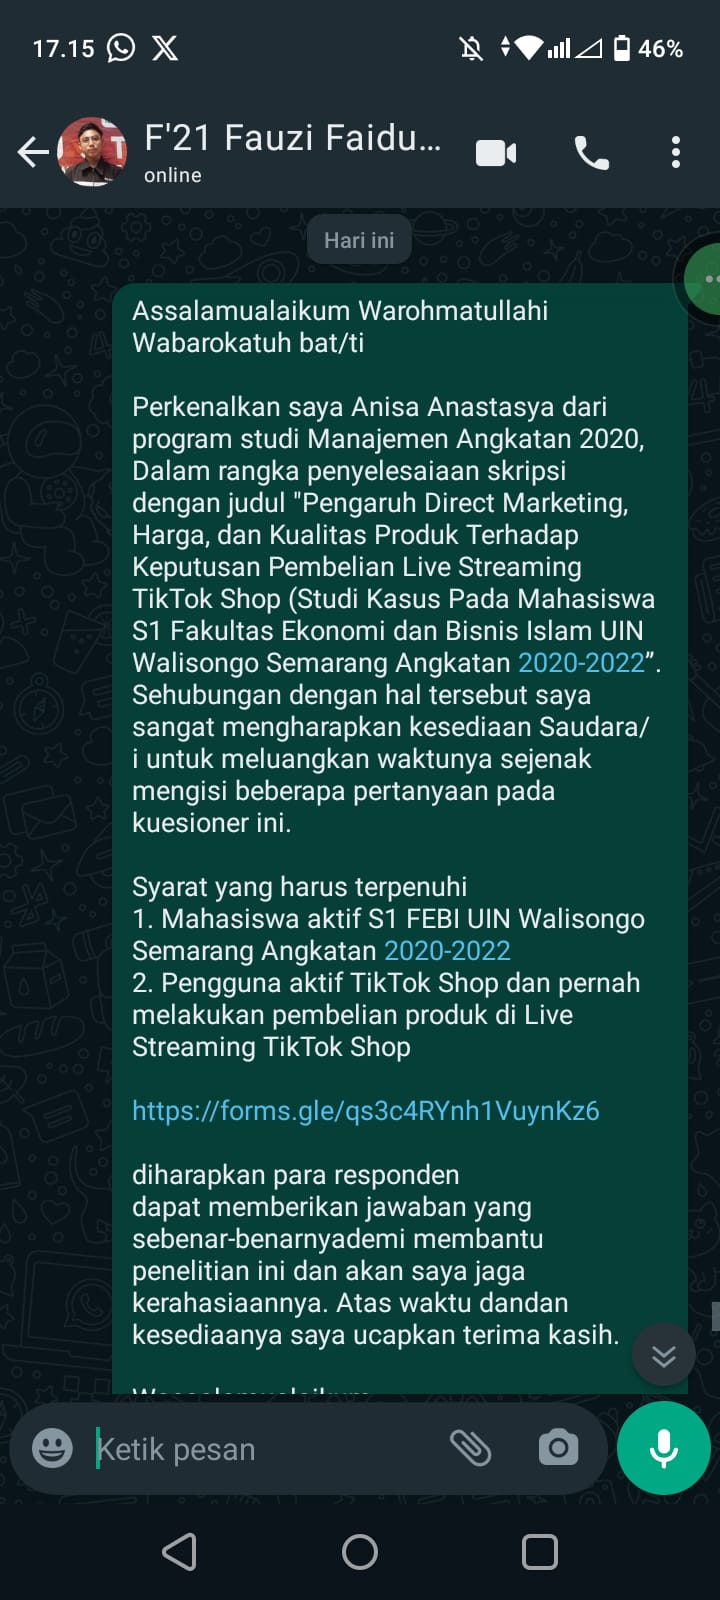 17.15 46%
F'21 Fauzi Faidu...
online
Hari ini
Assalamualaikum Warohmatullahi
Wabarokatuh bat/ti
Perkenalkan saya Anisa Anastasya dari
program studi Manajemen Angkatan 2020,
Dalam rangka penyelesaiaan skripsi
dengan judul "Pengaruh Direct Marketing,
Harga, dan Kualitas Produk Terhadap
Keputusan Pembelian Live Streaming
TikTok Shop (Studi Kasus Pada Mahasiswa
S1 Fakultas Ekonomi dan Bisnis Islam UIN
Walisongo Semarang Angkatan 2020-2022”.
Sehubungan dengan hal tersebut saya
sangat mengharapkan kesediaan Saudara/
i untuk meluangkan waktunya sejenak
mengisi beberapa pertanyaan pada
kuesioner ini.
Syarat yang harus terpenuhi
1. Mahasiswa aktif S1 FEBI UIN Walisongo
Semarang Angkatan 2020-2022
2. Pengguna aktif TikTok Shop dan pernah
melakukan pembelian produk di Live
Streaming TikTok Shop
https://forms.gle/qs3c4RYnh1VuynKz6
diharapkan para responden
dapat memberikan jawaban yang
sebenar-benarnyademi membantu
penelitian ini dan akan saya jaga
kerahasiaannya. Atas waktu dandan
kesediaanya saya ucapkan terima kasih.
Ketik pesan